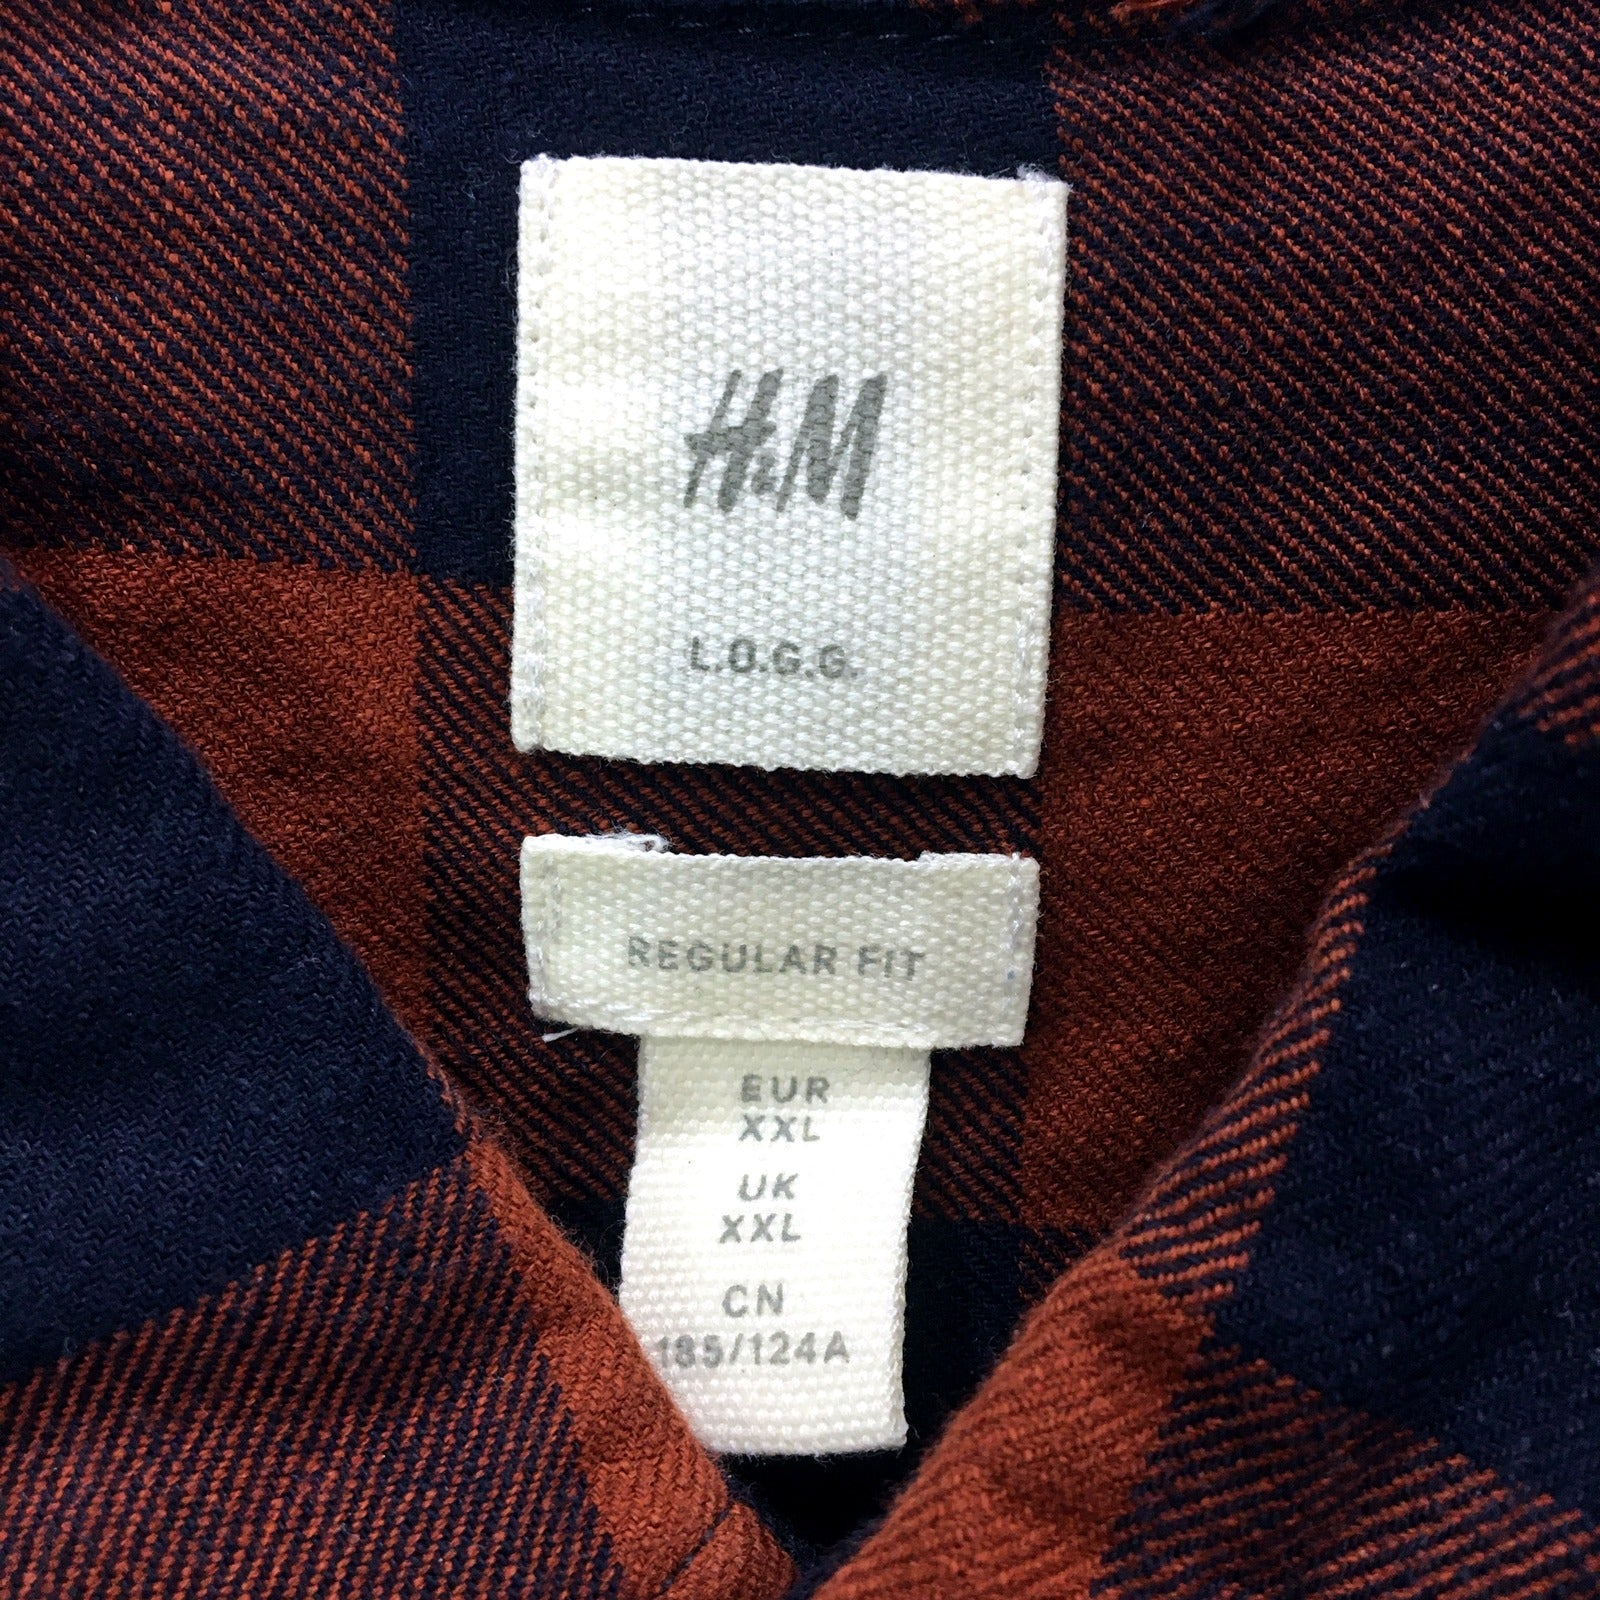 H&M
L.O.G.G.
REGULAR FIT
EUR
XXL
UK
XXL
CN
185/124A